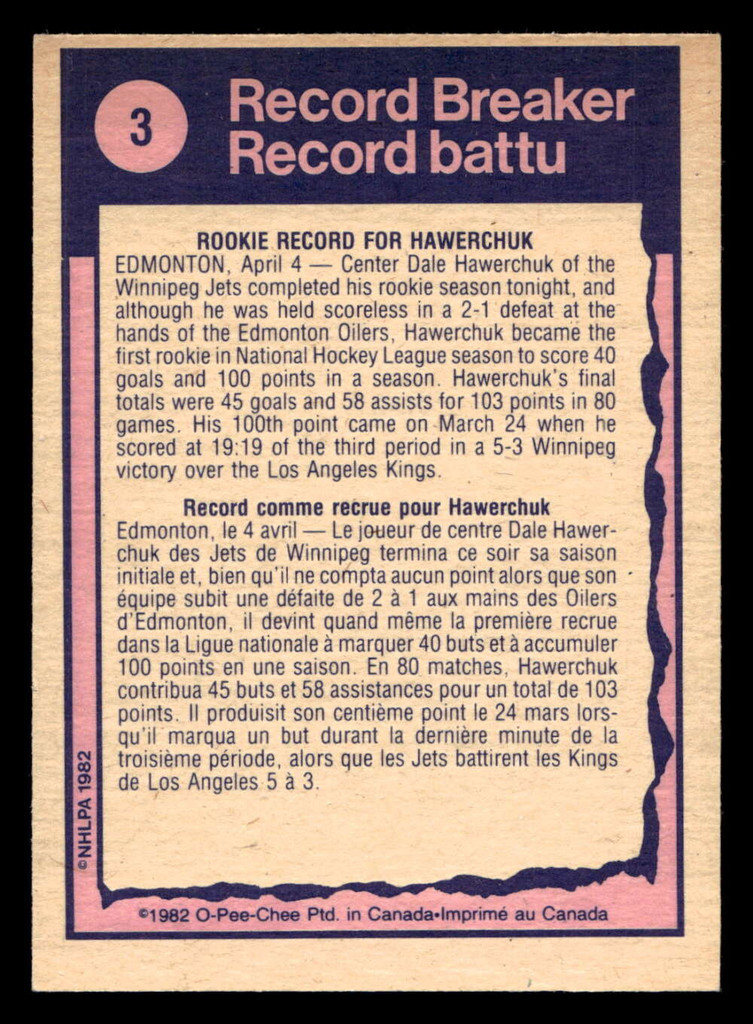 3
Record Breaker
Record battu
ROOKIE RECORD FOR HAWERCHUK
EDMONTON, April 4 — Center Dale Hawerchuk of the
Winnipeg Jets completed his rookie season tonight, and
although he was held scoreless in a 2-1 defeat at the
hands of the Edmonton Oilers, Hawerchuk became the
first rookie in National Hockey League season to score 40
goals and 100 points in a season. Hawerchuk's final
totals were 45 goals and 58 assists for 103 points in 80
games. His 100th point came on March 24 when he
scored at 19:19 of the third period in a 5-3 Winnipeg
victory over the Los Angeles Kings.
Record comme recrue pour Hawerchuk
Edmonton, le 4 avril — Le joueur de centre Dale Hawer-
chuk des Jets de Winnipeg termina ce soir sa saison
initiale et, bien qu'il ne compta aucun point alors que son
équipe subit une défaite de 2 à 1 aux mains des Oilers
d'Edmonton, il devint quand même la première recrue
dans la Ligue nationale à marquer 40 buts et à accumuler
100 points en une saison. En 80 matches, Hawerchuk
contribua 45 buts et 58 assistances pour un total de 103
points. Il produisit son centième point le 24 mars lors-
qu'il marqua un but durant la dernière minute de la
troisième période, alors que les Jets battirent les Kings
de Los Angeles 5 à 3.
©NHLPA 1982
©1982 O-Pee-Chee Ptd. in Canada•Imprimé au Canada